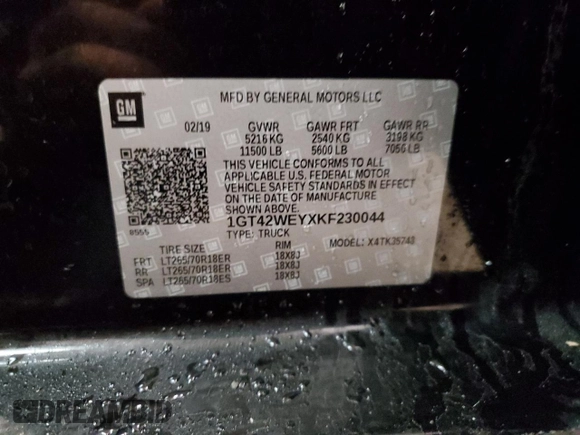 GM
MFD BY GENERAL MOTORS LLC
02/19 GVWR GAWR FRT GAWR RR
5216 KG 2540 KG 3198 KG
11500 LB 5600 LB 7050 LB
THIS VEHICLE CONFORMS TO ALL
APPLICABLE U.S. FEDERAL MOTOR
VEHICLE SAFETY STANDARDS IN EFFECT
ON THE DATE OF MANUFACTURE
SHOWN ABOVE.
1GT42WEYXKF230044
TYPE: TRUCK
MODEL: X4TK35743
TIRE SIZE RIM
FRT LT265/70R18ER 18X8J
RR LT265/70R18ER 18X8J
SPA LT265/70R18ES 18X8J
DREAMBID